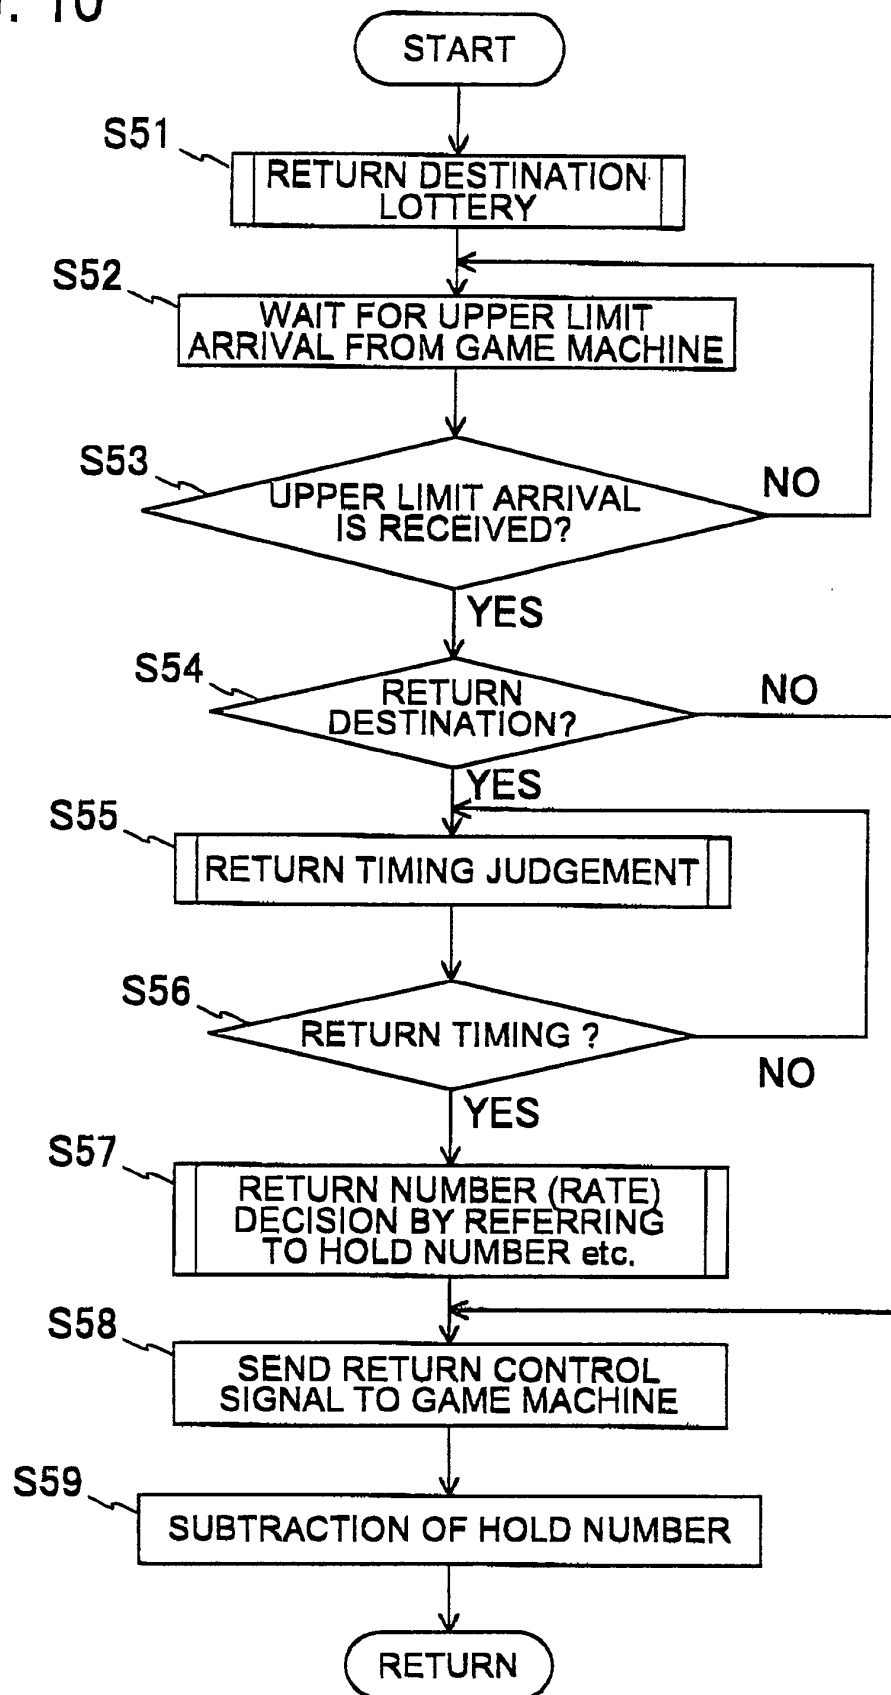 . 10
START
S51
RETURN DESTINATION
LOTTERY
S52
WAIT FOR UPPER LIMIT
ARRIVAL FROM GAME MACHINE
S53
UPPER LIMIT ARRIVAL
IS RECEIVED?
NO
YES
S54
RETURN
DESTINATION?
NO
YES
S55
RETURN TIMING JUDGEMENT
S56
RETURN TIMING ?
NO
YES
S57
RETURN NUMBER (RATE)
DECISION BY REFERRING
TO HOLD NUMBER etc.
S58
SEND RETURN CONTROL
SIGNAL TO GAME MACHINE
S59
SUBTRACTION OF HOLD NUMBER
RETURN